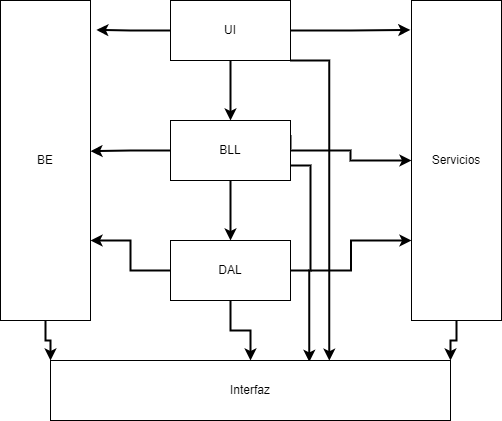 UI
BLL
BE
Servicios
DAL
Interfaz